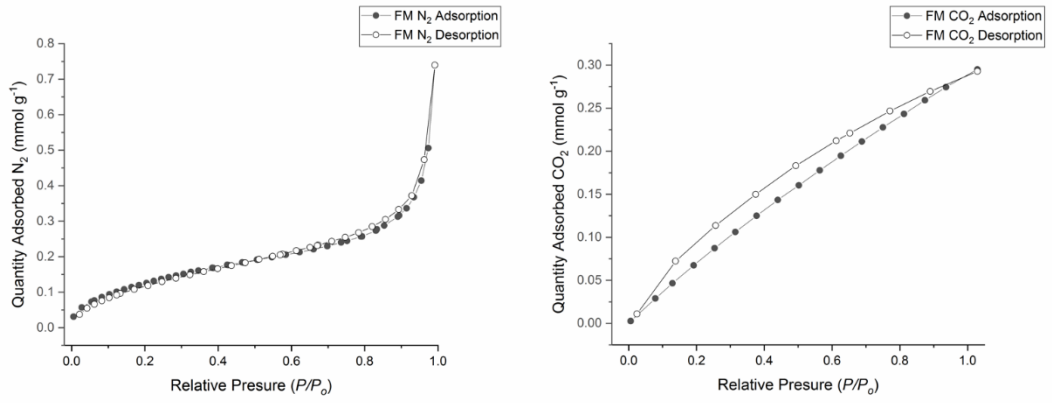 FM N₂ Adsorption
FM N₂ Desorption
0.8
0.7
0.6
0.5
0.4
0.3
0.2
0.1
0.0
Quantity Adsorbed N₂ (mmol g⁻¹)
0.0 0.2 0.4 0.6 0.8 1.0
Relative Presure (P/Pₒ)
FM CO₂ Adsorption
FM CO₂ Desorption
0.30
0.25
0.20
0.15
0.10
0.05
0.00
Quantity Adsorbed CO₂ (mmol g⁻¹)
0.0 0.2 0.4 0.6 0.8 1.0
Relative Presure (P/Pₒ)